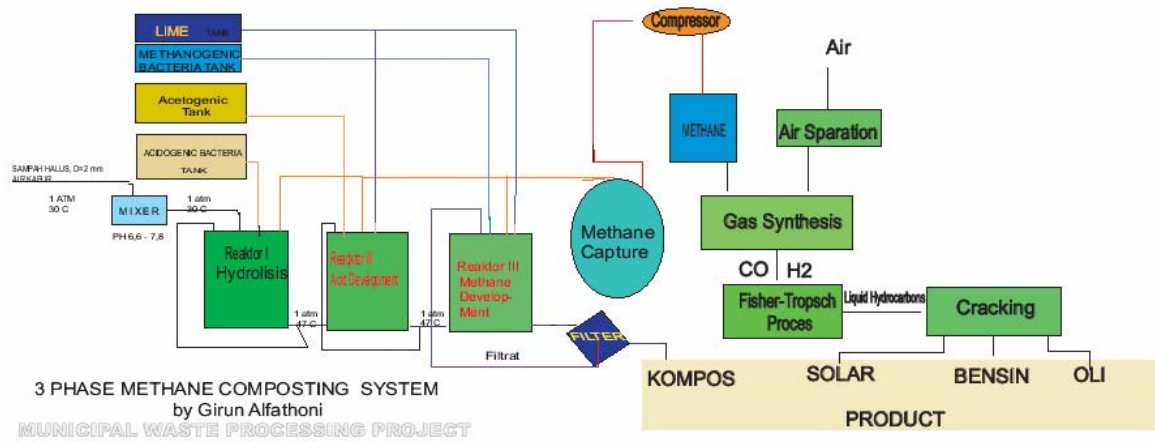 LIME TANK
METHANOGENIC
BACTERIA TANK
Acetogenic
Tank
ACIDOGENIC BACTERIA
TANK
SAMPAH HALUS, D=2 mm
AIR KAPUR
1 ATM
30 C
MIXER
PH 6,6 - 7,8
1 atm
30 C
Reaktor I
Hydrolisis
1 atm
47 C
Reaktor II
Acid Development
1 atm
47 C
Reaktor III
Methane
Develop-
Ment
Filtrat
FILTER
Methane
Capture
Compressor
METHANE
Air
Air Sparation
Gas Synthesis
CO H2
Fisher-Tropsch
Proces
Liquid Hydrocarbons
Cracking
KOMPOS
SOLAR
BENSIN
OLI
PRODUCT
3 PHASE METHANE COMPOSTING SYSTEM
by Girun Alfathoni
MUNICIPAL WASTE PROCESSING PROJECT